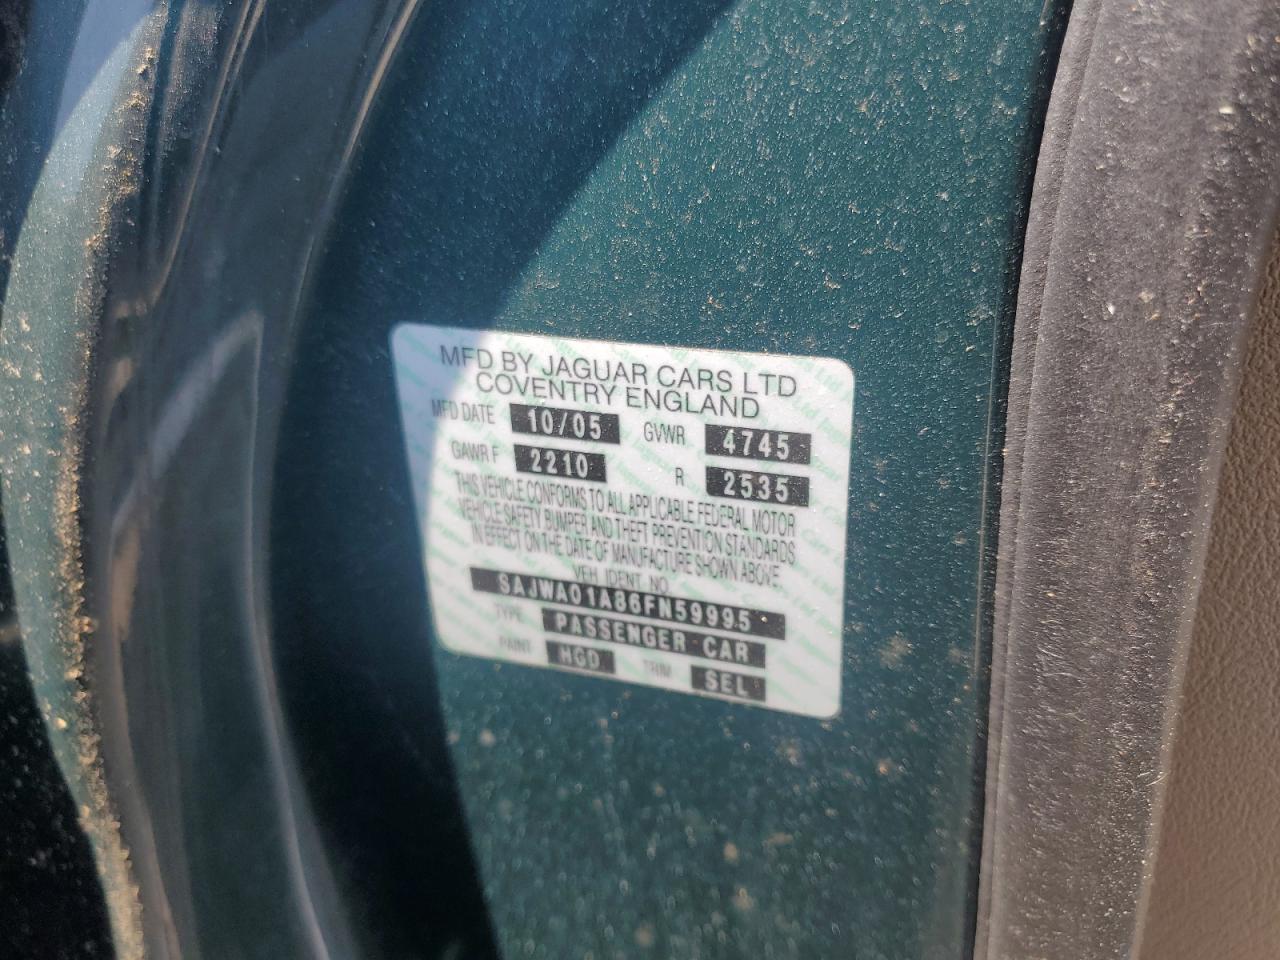 MFD BY JAGUAR CARS LTD
COVENTRY ENGLAND
MFD DATE 10/05 GVWR 4745
GAWR F 2210 R 2535
THIS VEHICLE CONFORMS TO ALL APPLICABLE FEDERAL MOTOR
VEHICLE SAFETY BUMPER AND THEFT PREVENTION STANDARDS
IN EFFECT ON THE DATE OF MANUFACTURE SHOWN ABOVE
VEH IDENT NO
SAJWA01A86FN59995
TYPE PASSENGER CAR
PAINT HGD TRIM SEL